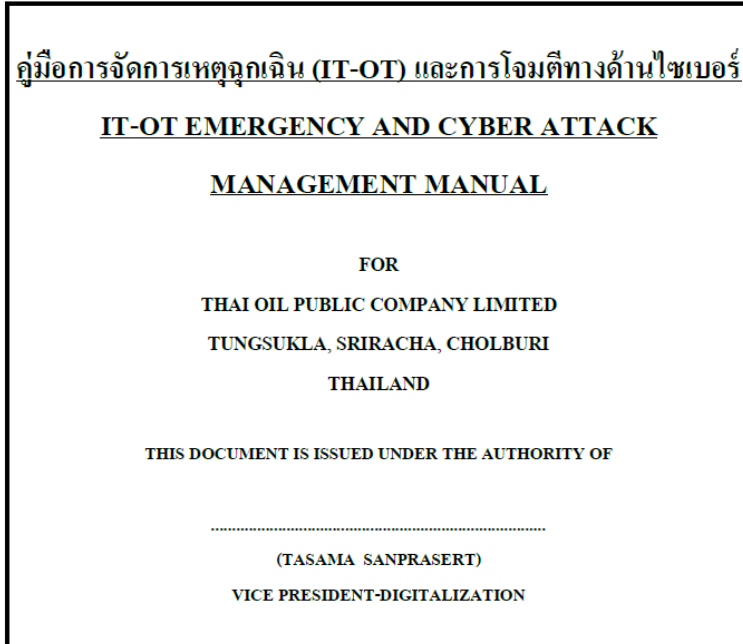 คู่มือการจัดการเหตุฉุกเฉิน (IT-OT) และการโจมตีทางด้านไซเบอร์
IT-OT EMERGENCY AND CYBER ATTACK
MANAGEMENT MANUAL
FOR
THAI OIL PUBLIC COMPANY LIMITED
TUNGSUKLA, SRIRACHA, CHOLBURI
THAILAND
THIS DOCUMENT IS ISSUED UNDER THE AUTHORITY OF
................................................................................
(TASAMA SANPRASERT)
VICE PRESIDENT-DIGITALIZATION